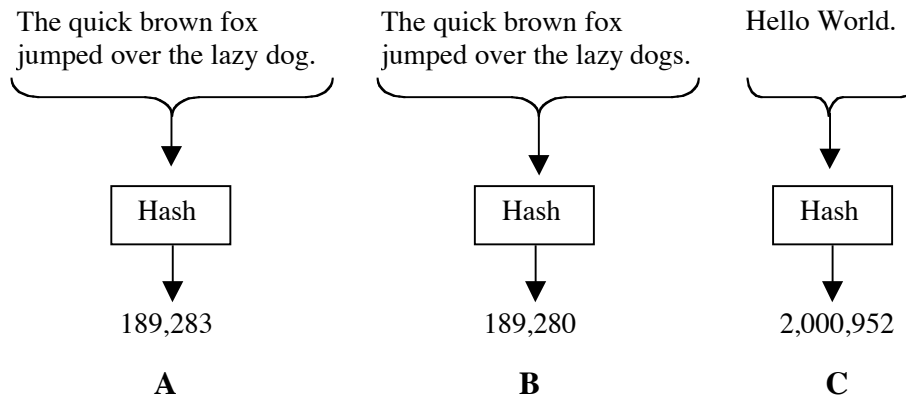 The quick brown fox
jumped over the lazy dog.
Hash
189,283
A
The quick brown fox
jumped over the lazy dogs.
Hash
189,280
B
Hello World.
Hash
2,000,952
C